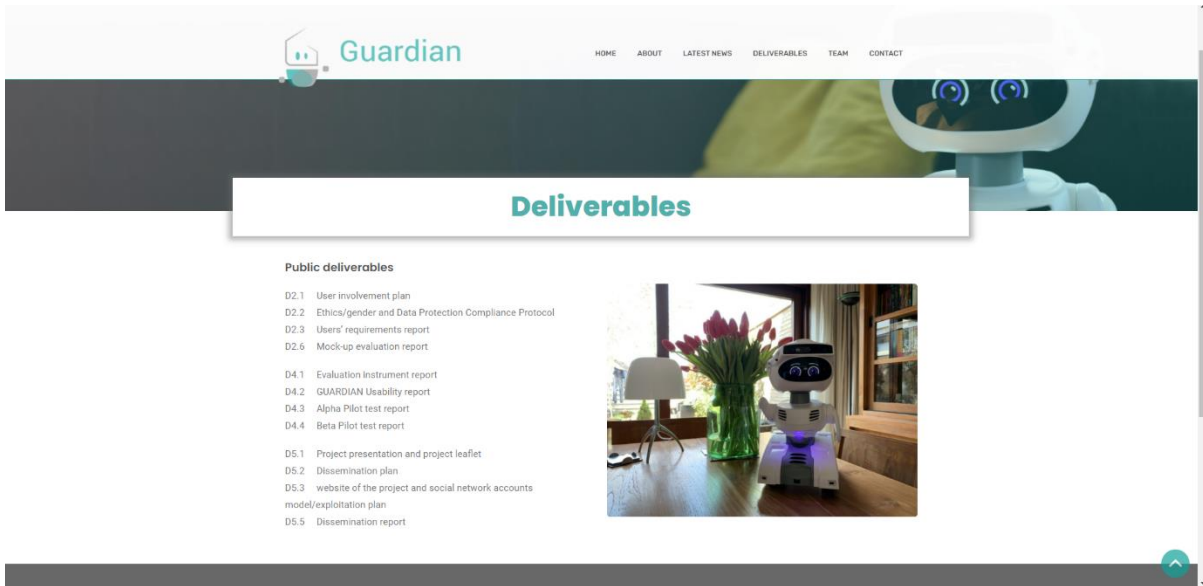 Guardian
HOME ABOUT LATEST NEWS DELIVERABLES TEAM CONTACT
Deliverables
Public deliverables
D2.1 User involvement plan
D2.2 Ethics/gender and Data Protection Compliance Protocol
D2.3 Users' requirements report
D2.6 Mock-up evaluation report
D4.1 Evaluation instrument report
D4.2 GUARDIAN Usability report
D4.3 Alpha Pilot test report
D4.4 Beta Pilot test report
D5.1 Project presentation and project leaflet
D5.2 Dissemination plan
D5.3 website of the project and social network accounts
model/exploitation plan
D5.5 Dissemination report